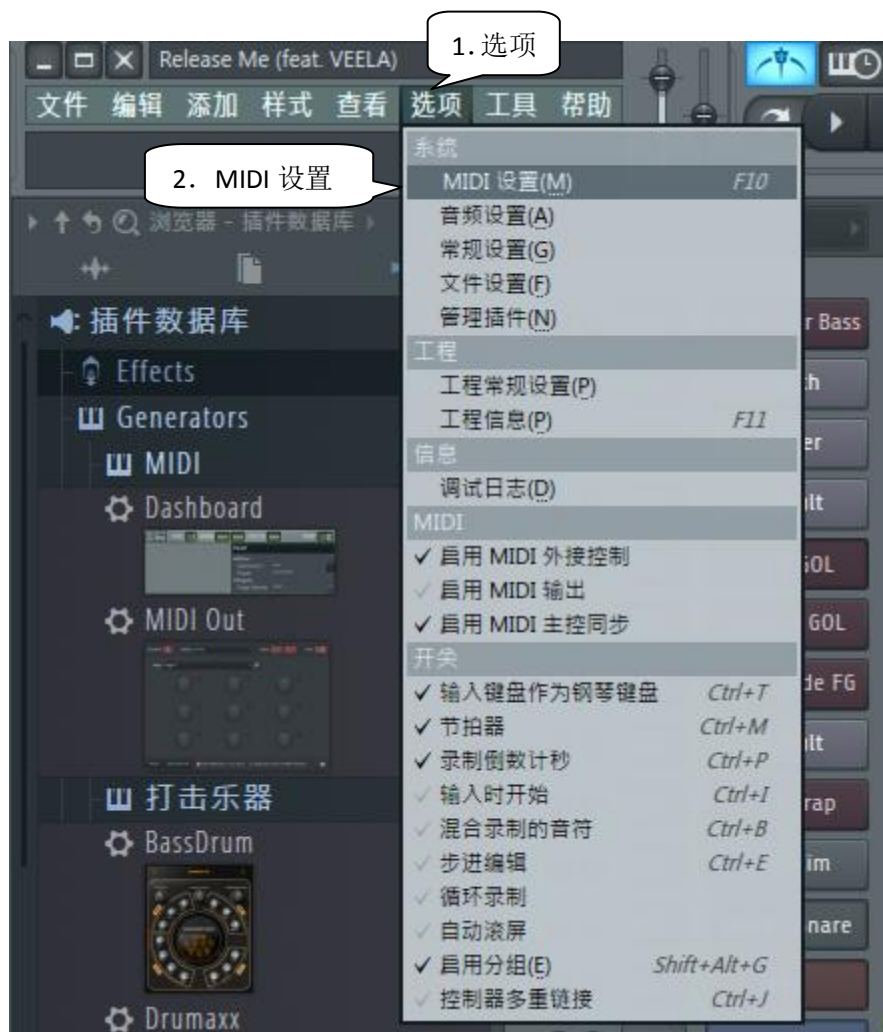 Release Me (feat. VEELA)
1.选项
文件 编辑 添加 样式 查看 选项 工具 帮助
系统
2. MIDI 设置
MIDI 设置(M) F10
浏览器 - 插件数据库
音频设置(A)
常规设置(G)
文件设置(F)
管理插件(N)
插件数据库
r Bass
工程
Effects
工程常规设置(P)
Generators
工程信息(P) F11
er
信息
MIDI
调试日志(D)
Dashboard
MIDI
启用 MIDI 外接控制
GOL
启用 MIDI 输出
MIDI Out
启用 MIDI 主控同步
GOL
开关
输入键盘作为钢琴键盘 Ctrl+T
de FG
节拍器 Ctrl+M
录制倒数计秒 Ctrl+P
打击乐器
输入时开始 Ctrl+I
rap
混合录制的音符 Ctrl+B
BassDrum
步进编辑 Ctrl+E
im
循环录制
自动滚屏
nare
启用分组(E) Shift+Alt+G
控制器多重链接 Ctrl+J
Drumaxx